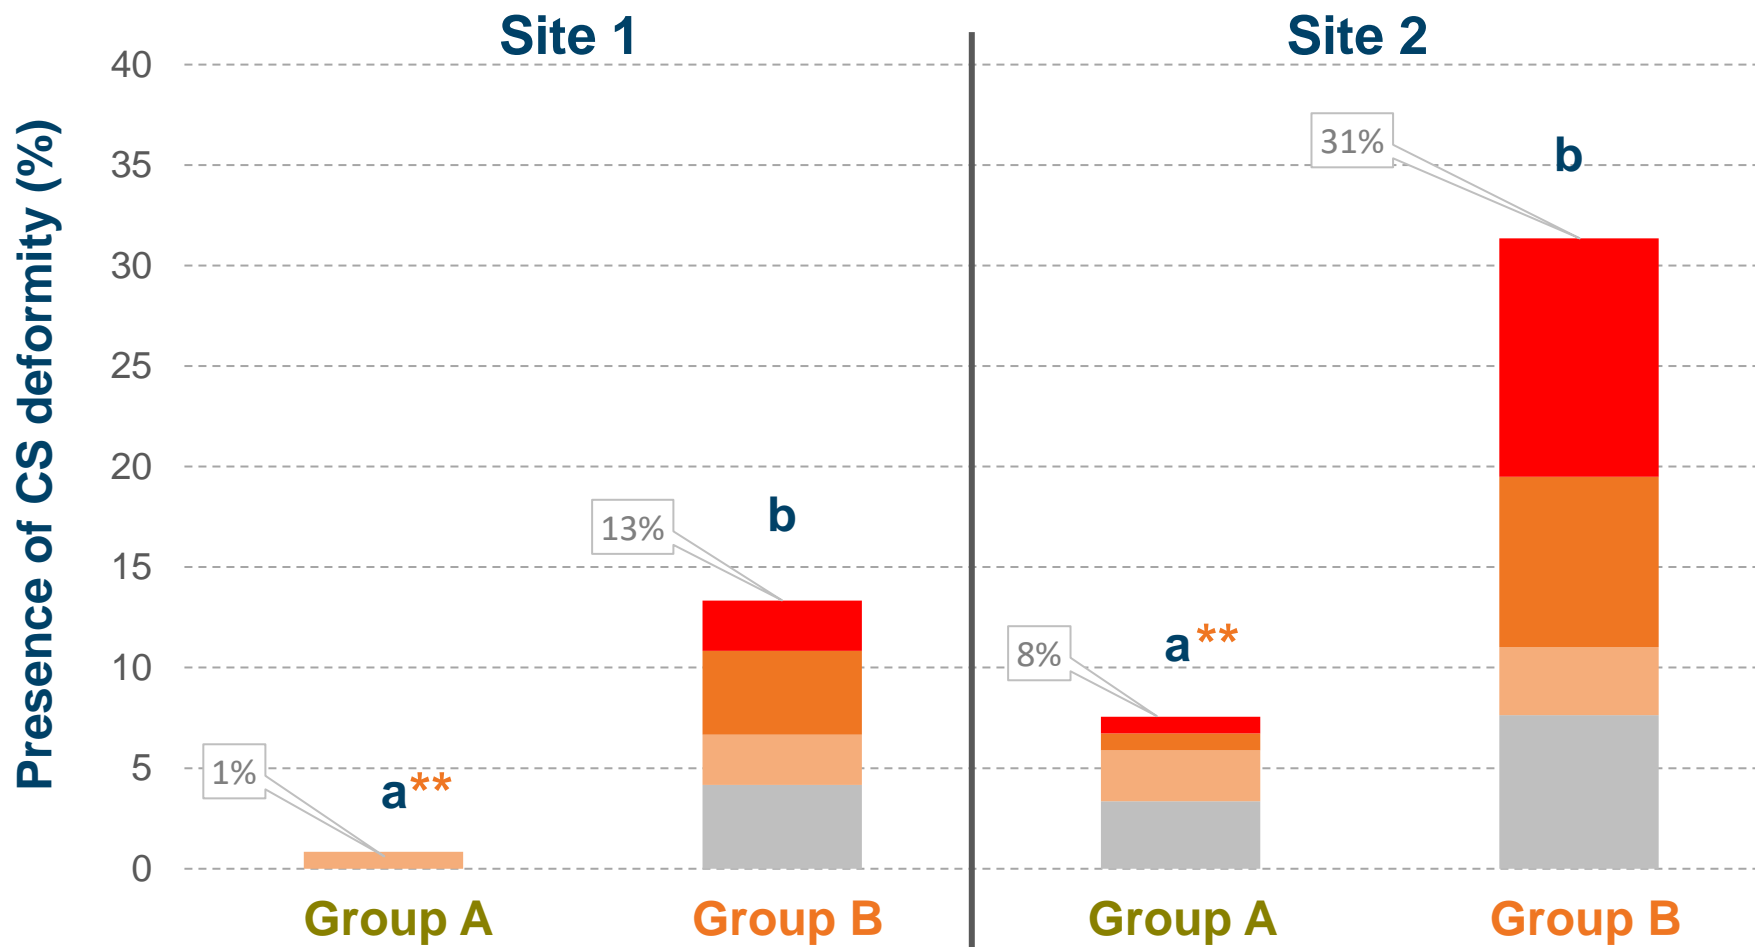 Site 1
Site 2
Presence of CS deformity (%)
40
35
30
25
20
15
10
5
0
1%
a**
13%
b
8%
a**
31%
b
Group A
Group B
Group A
Group B